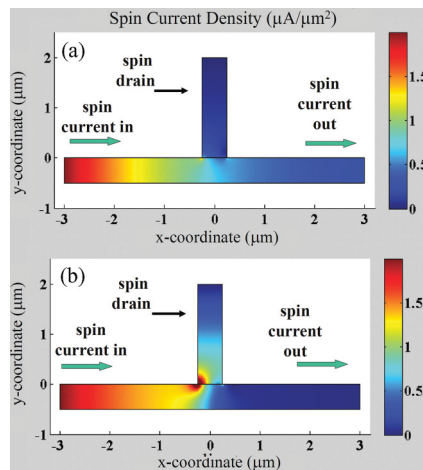 Spin Current Density (μA/μm²)
(a)
spin
drain
spin
current in
spin
current
out
y-coordinate (μm)
2
1
0
-1
-3 -2 -1 0 1 2 3
x-coordinate (μm)
1.5
1
0.5
0
(b)
spin
drain
spin
current in
spin
current
out
y-coordinate (μm)
2
1
0
-1
-3 -2 -1 0 1 2 3
x-coordinate (μm)
1.5
1
0.5
0